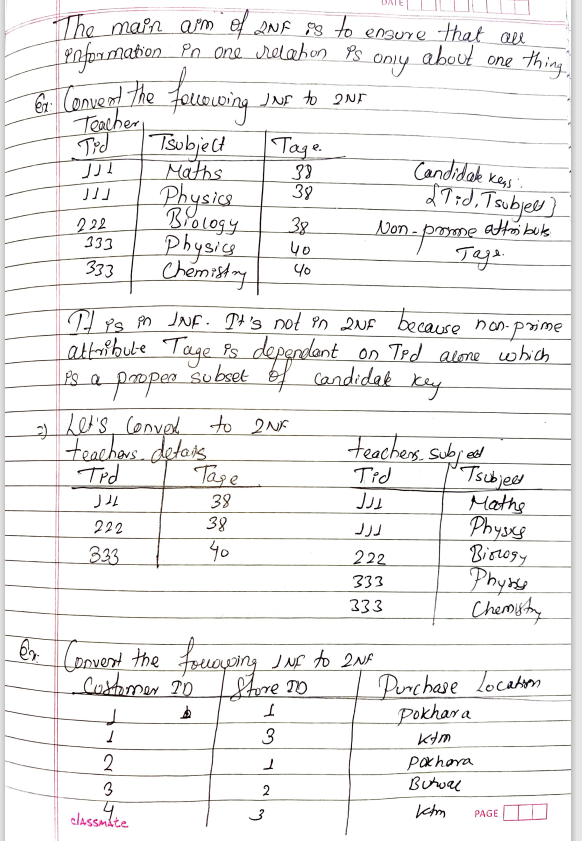 DATE
The main aim of 2NF is to ensure that all
information in one relation is only about one thing.
Ex: Convert the following 1NF to 2NF
Teacher
Tid Tsubject Tage
111 Maths 38
111 Physics 38
222 Biology 38
333 Physics 40
333 Chemistry 40
Candidate keys:
{Tid, Tsubject}
Non-prime attribute
Tage.
It is in 1NF. It's not in 2NF because non-prime
attribute Tage is dependant on Tid alone which
is a proper subset of candidate key
=) Let's Convert to 2NF
teachers_details
Tid Tage
111 38
222 38
333 40
teachers_subject
Tid Tsubject
111 Maths
111 Physics
222 Biology
333 Physics
333 Chemistry
Ex. Convert the following 1NF to 2NF
Customer ID Store ID Purchase Location
1 1 Pokhara
1 3 Ktm
2 1 Pokhara
3 2 Butwal
4 3 Ktm
classmate PAGE